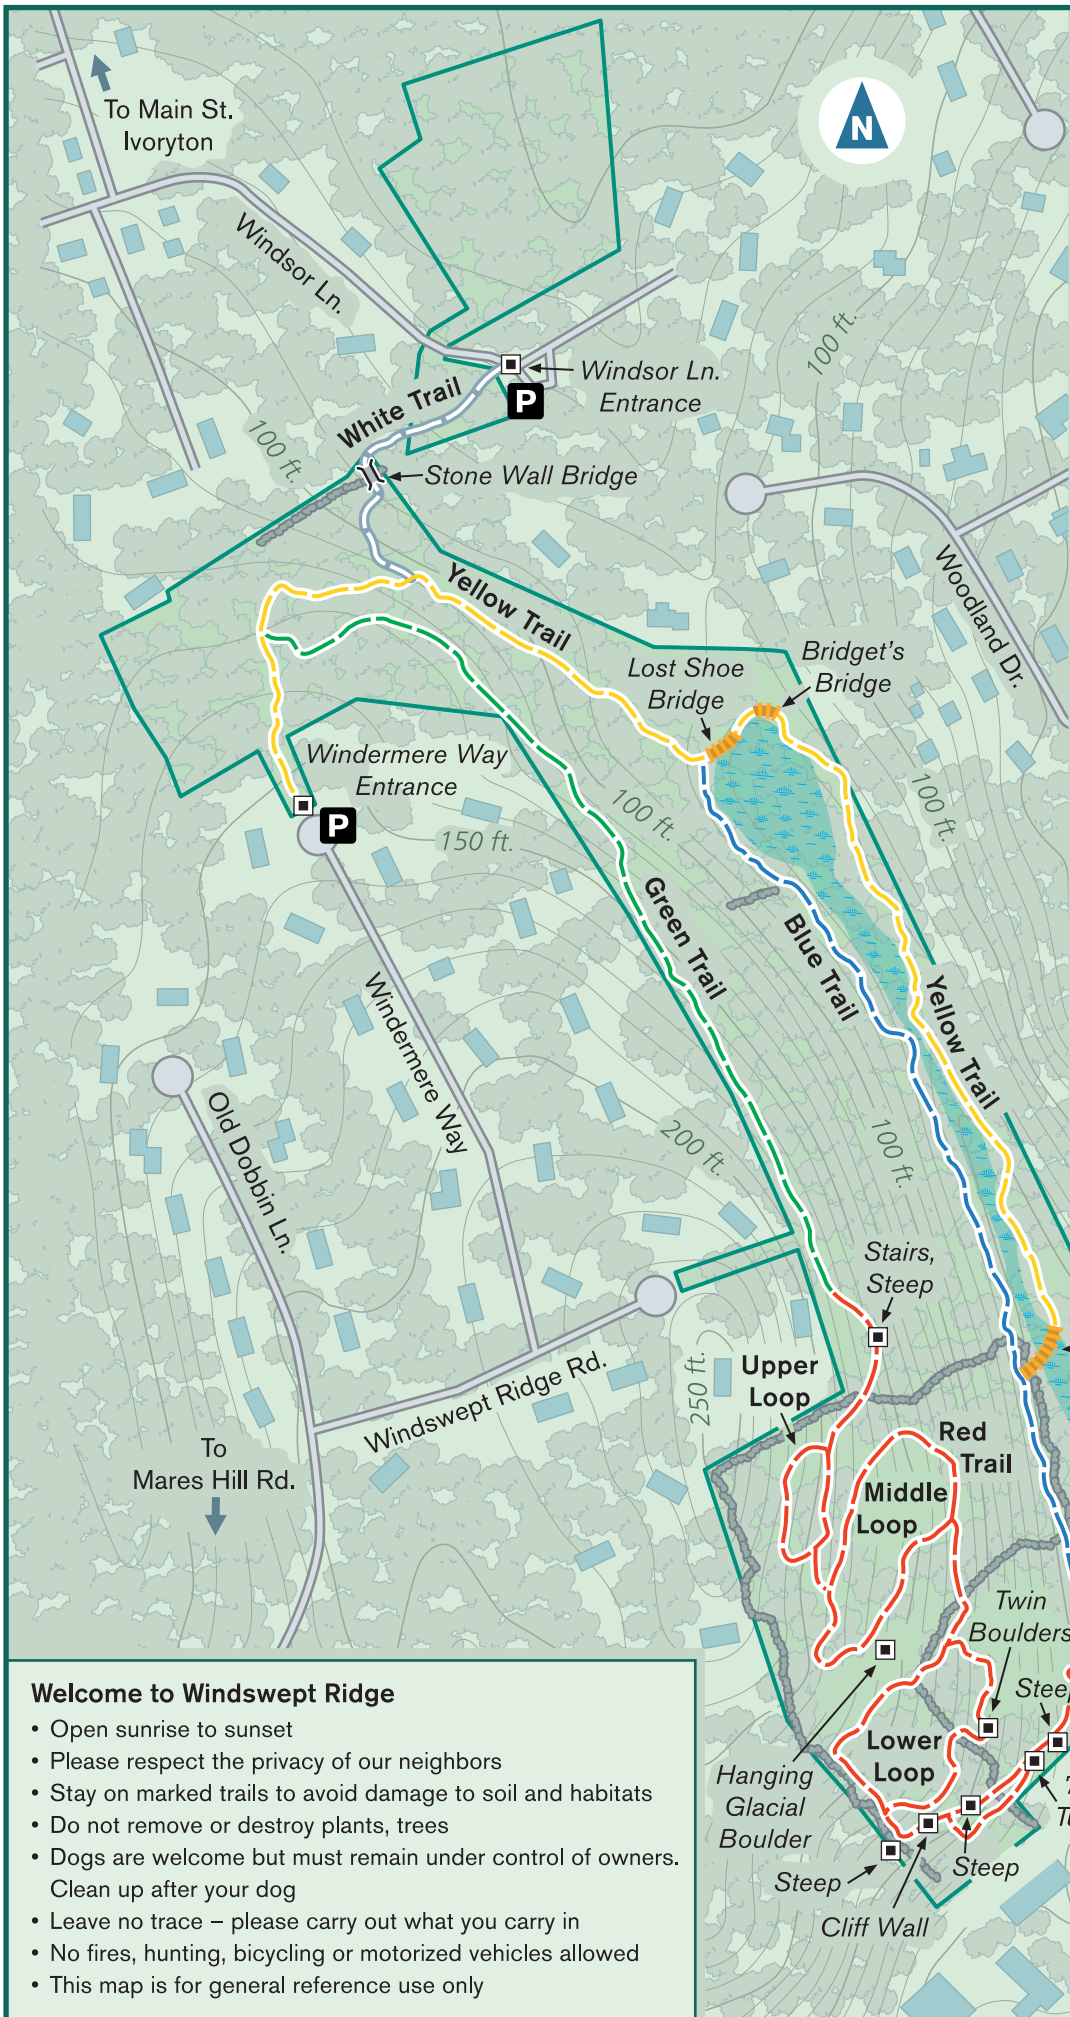 To Main St.
Ivoryton
N
Windsor Ln.
100 ft.
Windsor Ln.
Entrance
P
White Trail
100 ft.
Stone Wall Bridge
Yellow Trail
Woodland Dr.
Lost Shoe
Bridge
Bridget's
Bridge
Windermere Way
Entrance
P
150 ft.
100 ft.
100 ft.
Green Trail
Blue Trail
Yellow Trail
Windermere Way
Old Dobbin Ln.
200 ft.
100 ft.
Stairs,
Steep
Upper
Loop
250 ft.
Windswept Ridge Rd.
Red
Trail
To
Mares Hill Rd.
Middle
Loop
Twin
Boulders
Steep
Lower
Loop
Hanging
Glacial
Boulder
Steep
Steep
Cliff Wall
Welcome to Windswept Ridge
• Open sunrise to sunset
• Please respect the privacy of our neighbors
• Stay on marked trails to avoid damage to soil and habitats
• Do not remove or destroy plants, trees
• Dogs are welcome but must remain under control of owners.
Clean up after your dog
• Leave no trace – please carry out what you carry in
• No fires, hunting, bicycling or motorized vehicles allowed
• This map is for general reference use only